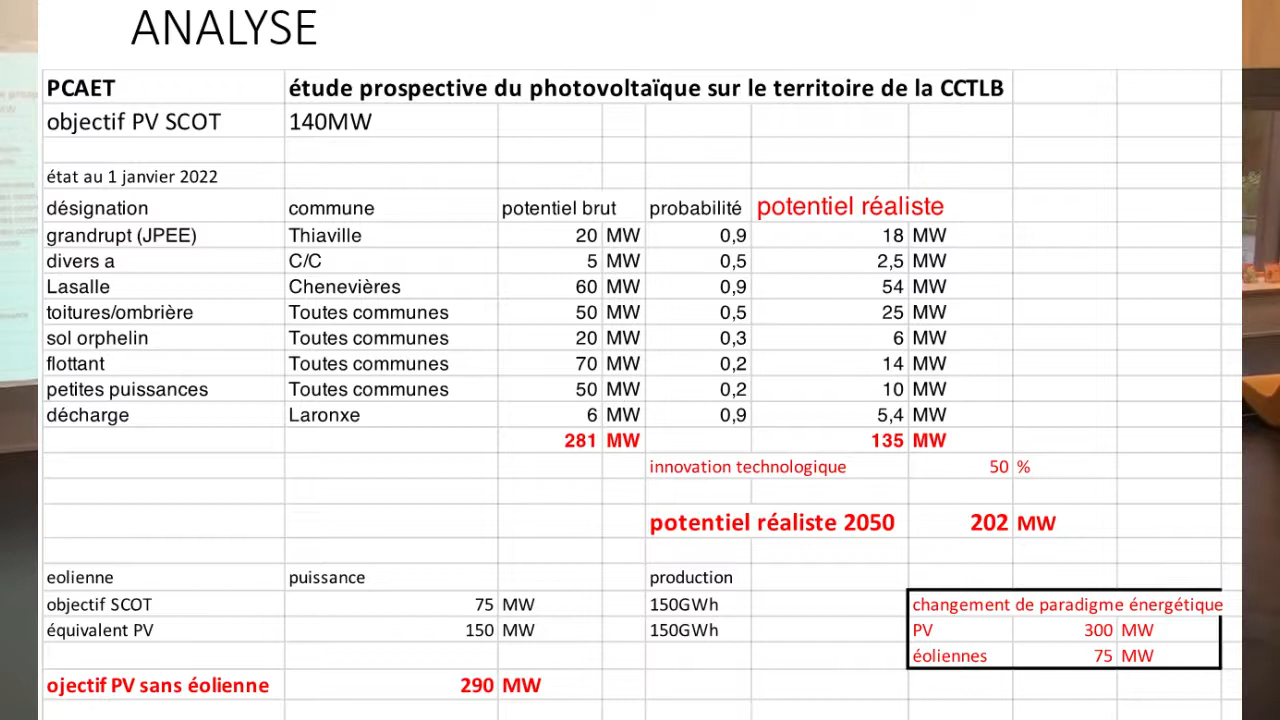 ANALYSE
PCAET étude prospective du photovoltaïque sur le territoire de la CCTLB
objectif PV SCOT 140MW
état au 1 janvier 2022
désignation commune potentiel brut probabilité potentiel réaliste
grandrupt (JPEE) Thiaville 20 MW 0,9 18 MW
divers a C/C 5 MW 0,5 2,5 MW
Lasalle Chenevières 60 MW 0,9 54 MW
toitures/ombrière Toutes communes 50 MW 0,5 25 MW
sol orphelin Toutes communes 20 MW 0,3 6 MW
flottant Toutes communes 70 MW 0,2 14 MW
petites puissances Toutes communes 50 MW 0,2 10 MW
décharge Laronxe 6 MW 0,9 5,4 MW
281 MW 135 MW
innovation technologique 50 %
potentiel réaliste 2050 202 MW
eolienne puissance production
objectif SCOT 75 MW 150GWh changement de paradigme énergétique
équivalent PV 150 MW 150GWh PV 300 MW
éoliennes 75 MW
ojectif PV sans éolienne 290 MW